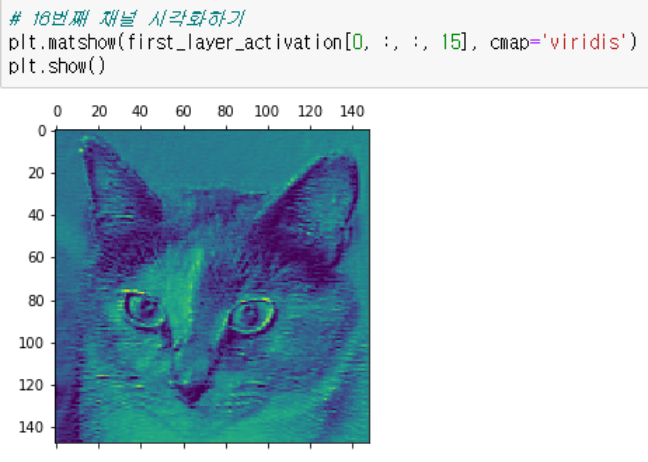 # 16번째 채널 시각화하기
plt.matshow(first_layer_activation[0, :, :, 15], cmap='viridis')
plt.show()
0 20 40 60 80 100 120 140
0
20
40
60
80
100
120
140